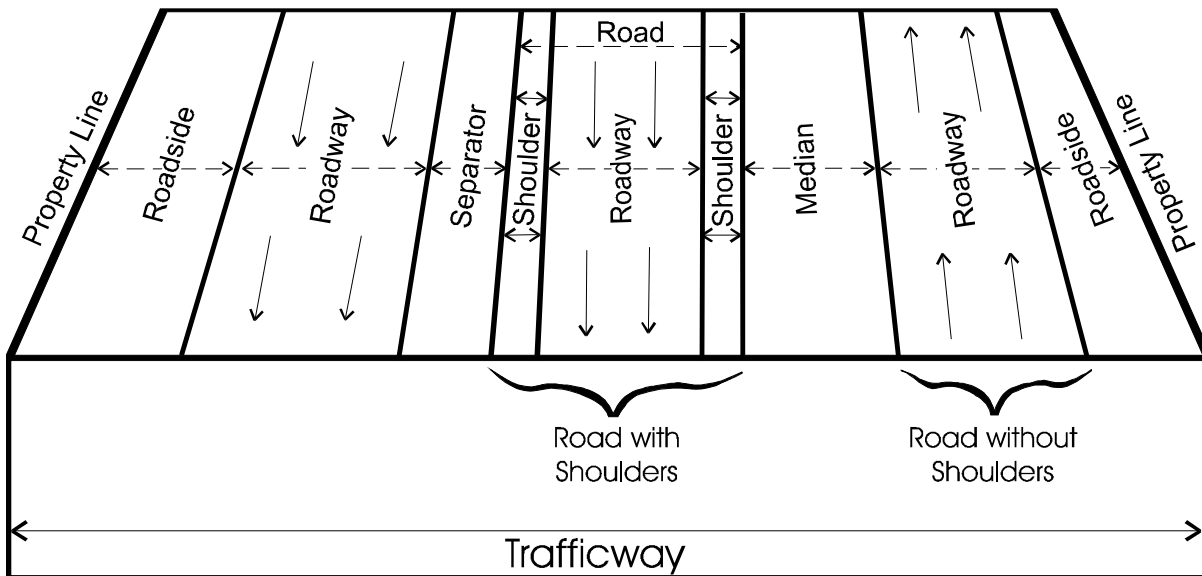 Road
Property Line
Roadside
Roadway
Separator
Shoulder
Roadway
Shoulder
Median
Roadway
Roadside
Property Line
Road with
Shoulders
Road without
Shoulders
Trafficway